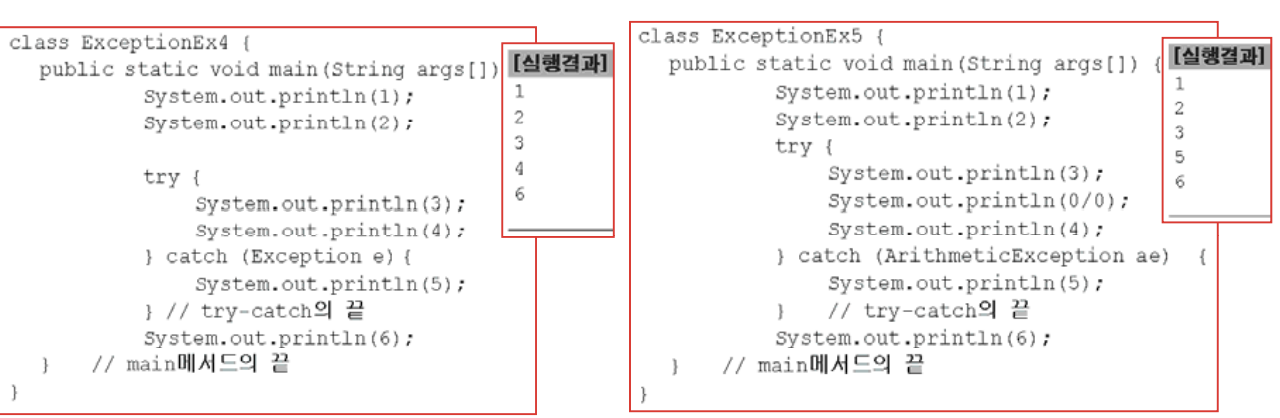 class ExceptionEx4 {
public static void main(String args[])
System.out.println(1);
System.out.println(2);
try {
System.out.println(3);
System.out.println(4);
} catch (Exception e) {
System.out.println(5);
} // try-catch의 끝
System.out.println(6);
} // main메서드의 끝
}
[실행결과]
1
2
3
4
6
class ExceptionEx5 {
public static void main(String args[]) {
System.out.println(1);
System.out.println(2);
try {
System.out.println(3);
System.out.println(0/0);
System.out.println(4);
} catch (ArithmeticException ae) {
System.out.println(5);
} // try-catch의 끝
System.out.println(6);
} // main메서드의 끝
}
[실행결과]
1
2
3
5
6